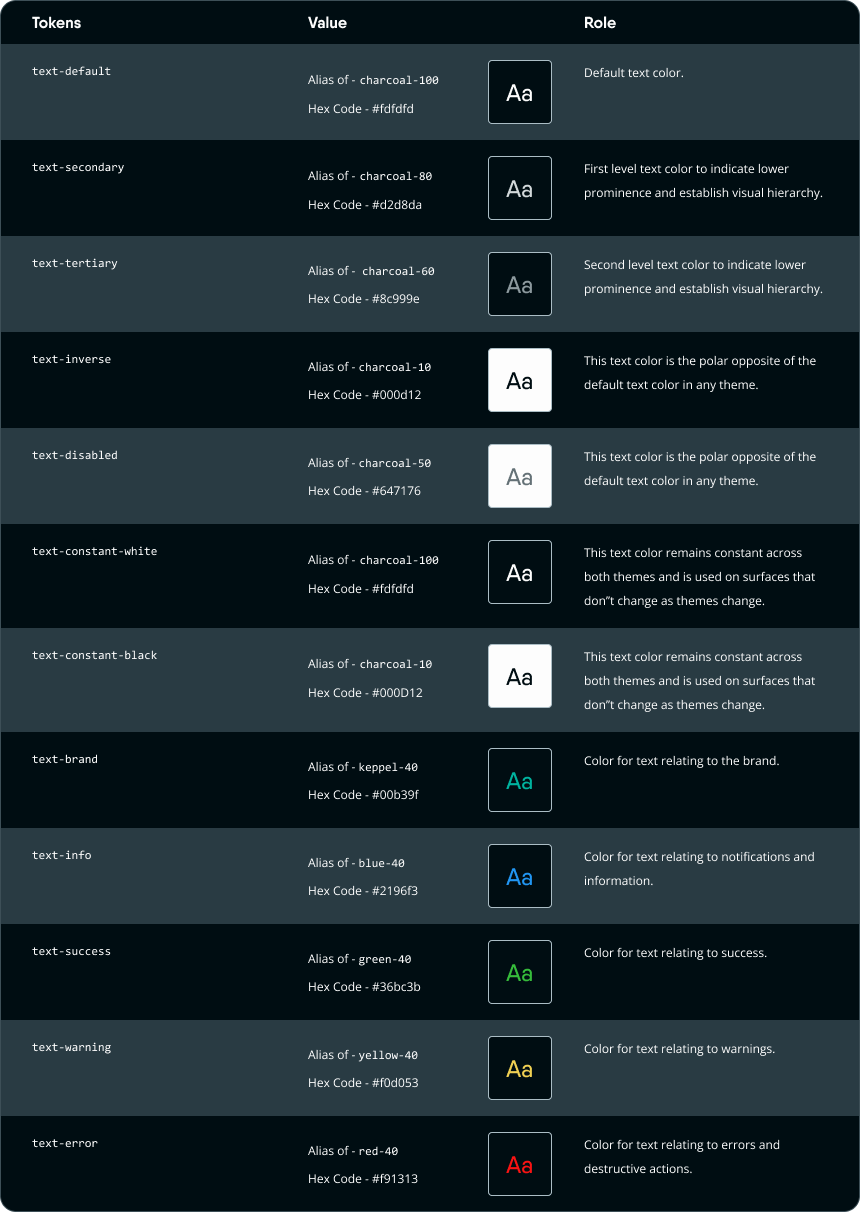 Tokens Value Role
text-default
Alias of - charcoal-100
Hex Code - #fdfdfd
Aa
Default text color.
text-secondary
Alias of - charcoal-80
Hex Code - #d2d8da
Aa
First level text color to indicate lower
prominence and establish visual hierarchy.
text-tertiary
Alias of - charcoal-60
Hex Code - #8c999e
Aa
Second level text color to indicate lower
prominence and establish visual hierarchy.
text-inverse
Alias of - charcoal-10
Hex Code - #000d12
Aa
This text color is the polar opposite of the
default text color in any theme.
text-disabled
Alias of - charcoal-50
Hex Code - #647176
Aa
This text color is the polar opposite of the
default text color in any theme.
text-constant-white
Alias of - charcoal-100
Hex Code - #fdfdfd
Aa
This text color remains constant across
both themes and is used on surfaces that
don”t change as themes change.
text-constant-black
Alias of - charcoal-10
Hex Code - #000D12
Aa
This text color remains constant across
both themes and is used on surfaces that
don”t change as themes change.
text-brand
Alias of - keppel-40
Hex Code - #00b39f
Aa
Color for text relating to the brand.
text-info
Alias of - blue-40
Hex Code - #2196f3
Aa
Color for text relating to notifications and
information.
text-success
Alias of - green-40
Hex Code - #36bc3b
Aa
Color for text relating to success.
text-warning
Alias of - yellow-40
Hex Code - #f0d053
Aa
Color for text relating to warnings.
text-error
Alias of - red-40
Hex Code - #f91313
Aa
Color for text relating to errors and
destructive actions.